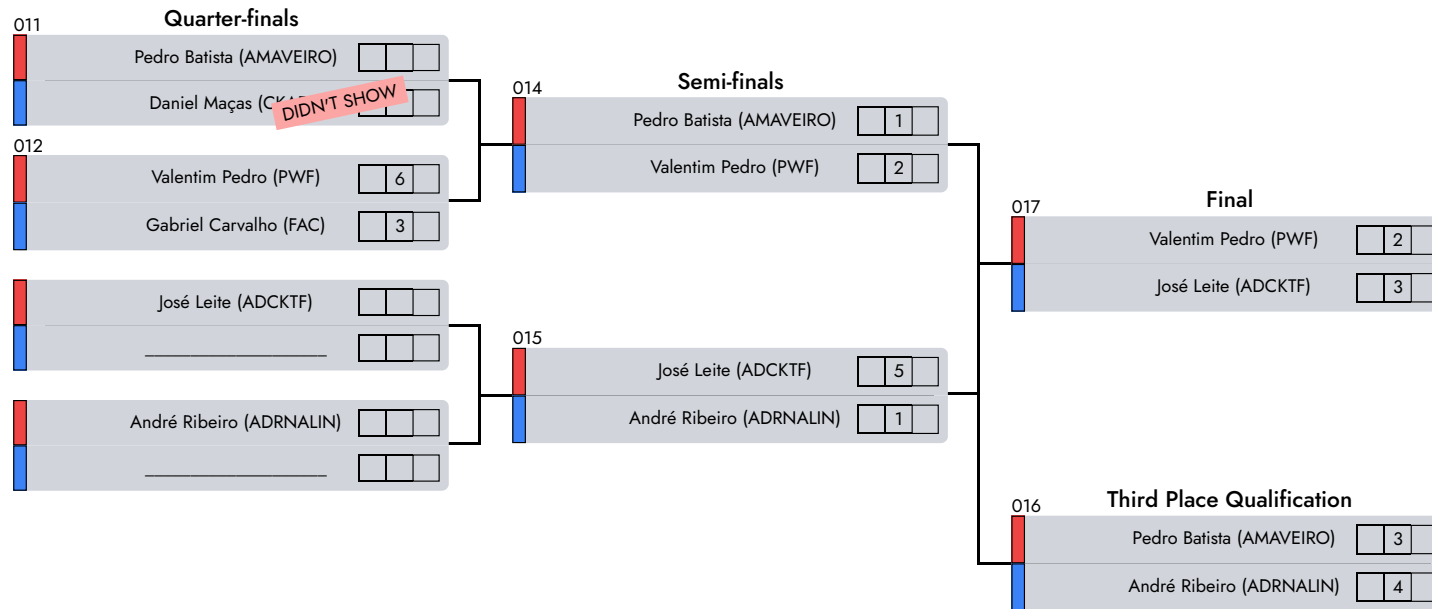 Quarter-finals
011
Pedro Batista (AMAVEIRO)
Daniel Maças
DIDN'T SHOW
012
Valentim Pedro (PWF) 6
Gabriel Carvalho (FAC) 3
José Leite (ADCKTF)
____________________
André Ribeiro (ADRNALIN)
____________________
Semi-finals
014
Pedro Batista (AMAVEIRO) 1
Valentim Pedro (PWF) 2
015
José Leite (ADCKTF) 5
André Ribeiro (ADRNALIN) 1
Final
017
Valentim Pedro (PWF) 2
José Leite (ADCKTF) 3
Third Place Qualification
016
Pedro Batista (AMAVEIRO) 3
André Ribeiro (ADRNALIN) 4